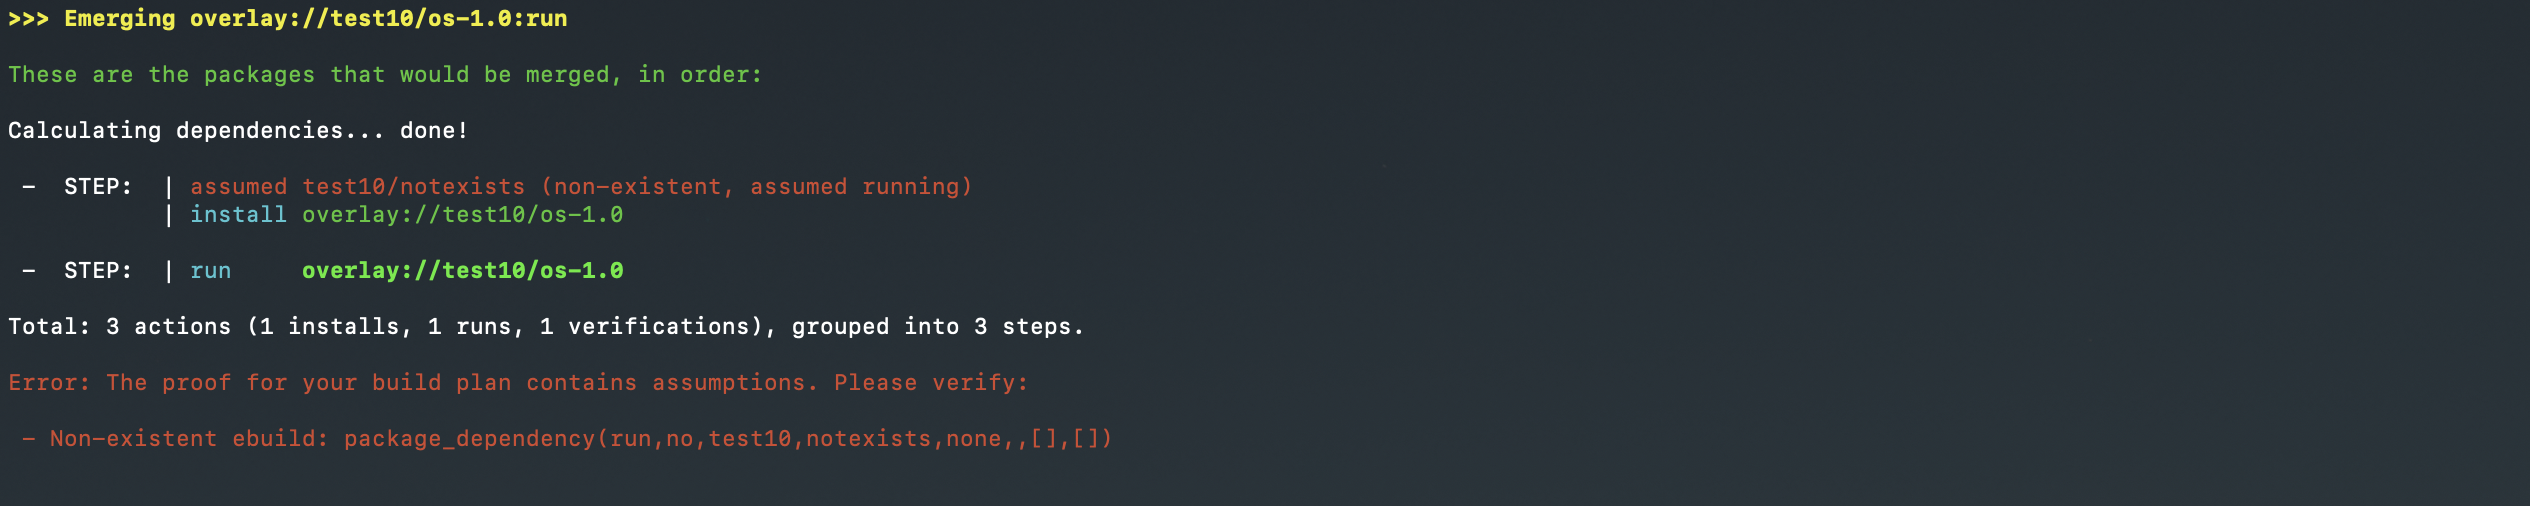 >>> Emerging overlay://test10/os-1.0:run
These are the packages that would be merged, in order:
Calculating dependencies... done!
 -  STEP:  | assumed test10/notexists (non-existent, assumed running)
           | install overlay://test10/os-1.0
 -  STEP:  | run     overlay://test10/os-1.0
Total: 3 actions (1 installs, 1 runs, 1 verifications), grouped into 3 steps.
Error: The proof for your build plan contains assumptions. Please verify:
 - Non-existent ebuild: package_dependency(run,no,test10,notexists,none,,[],[])